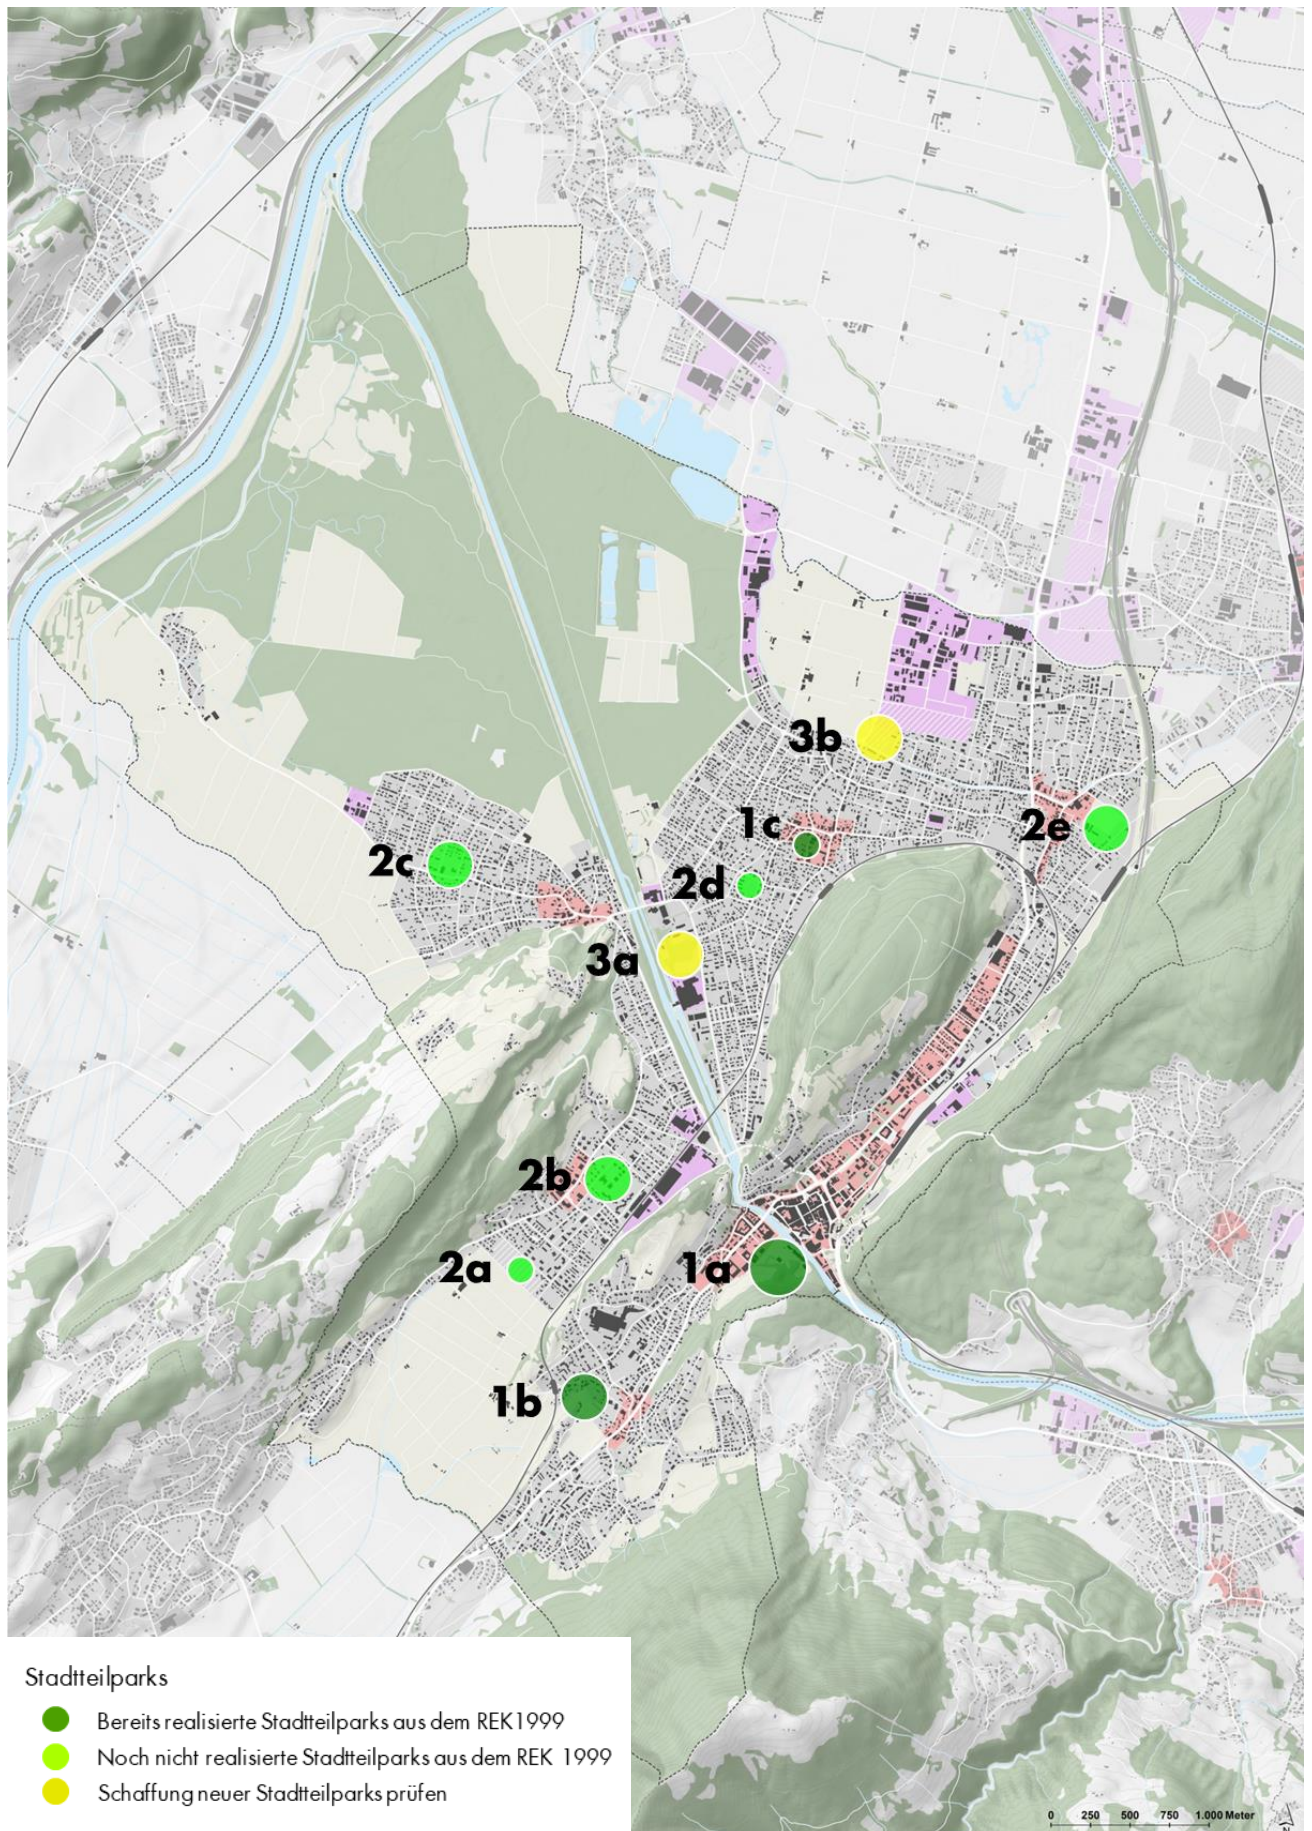 3b
1c
2e
2c
2d
3a
2b
2a
1a
1b
Stadtteilparks
Bereits realisierte Stadtteilparks aus dem REK1999
Noch nicht realisierte Stadtteilparks aus dem REK 1999
Schaffung neuer Stadtteilparks prüfen
0 250 500 750 1.000 Meter
N